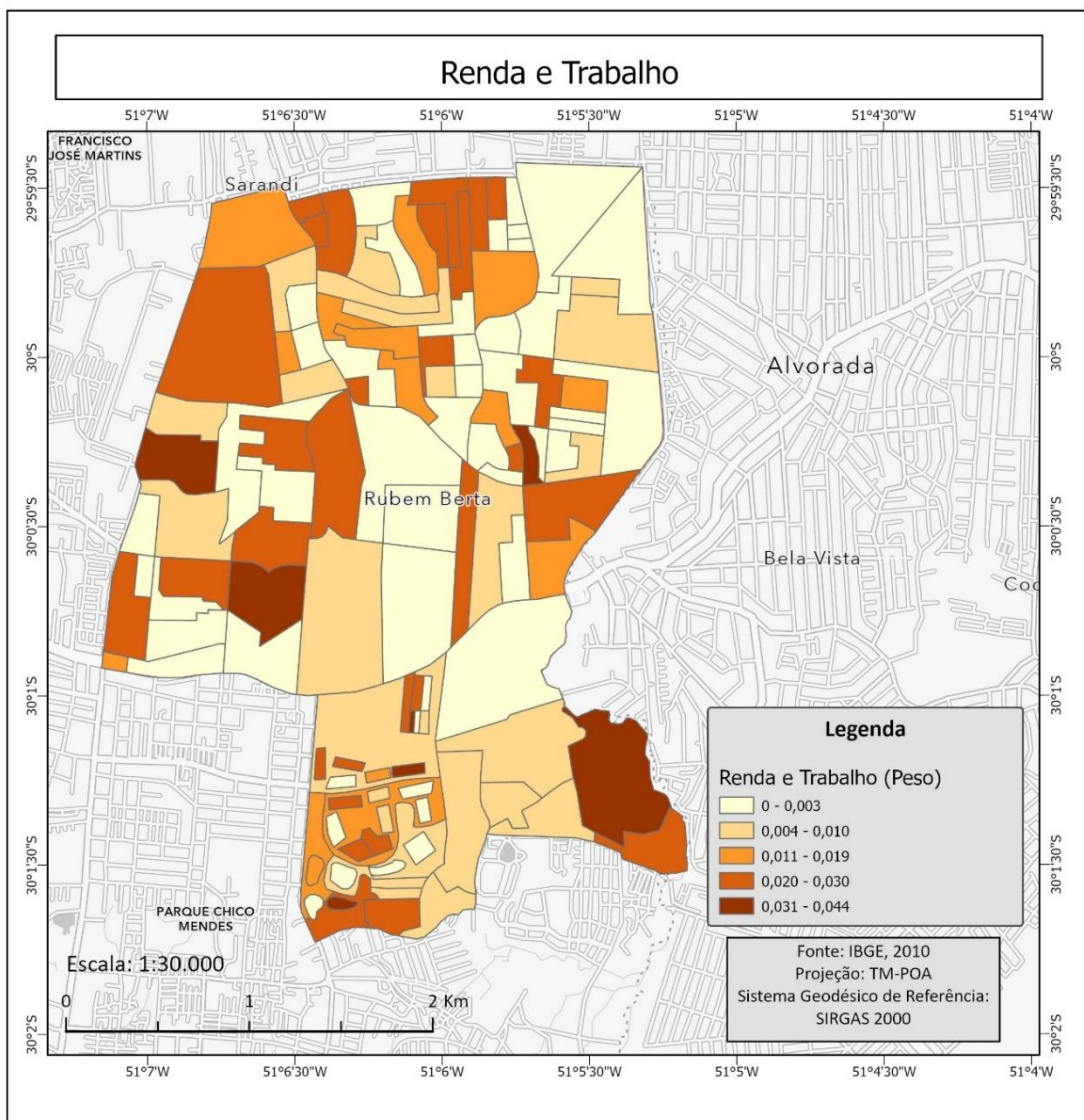 Renda e Trabalho
51°7'W 51°6'30"W 51°6'W 51°5'30"W 51°5'W 51°4'30"W 51°4'W
FRANCISCO
JOSÉ MARTINS
Sarandi
29°59'30"S 29°59'30"S
30°S 30°S
Alvorada
Rubem Berta
30°0'30"S 30°0'30"S
Bela Vista
Coc
30°1'S 30°1'S
Legenda
Renda e Trabalho (Peso)
0 - 0,003
0,004 - 0,010
0,011 - 0,019
0,020 - 0,030
0,031 - 0,044
30°1'30"S 30°1'30"S
PARQUE CHICO
MENDES
Escala: 1:30.000
0 1 2 Km
Fonte: IBGE, 2010
Projeção: TM-POA
Sistema Geodésico de Referência:
SIRGAS 2000
30°2'S 30°2'S
51°7'W 51°6'30"W 51°6'W 51°5'30"W 51°5'W 51°4'30"W 51°4'W